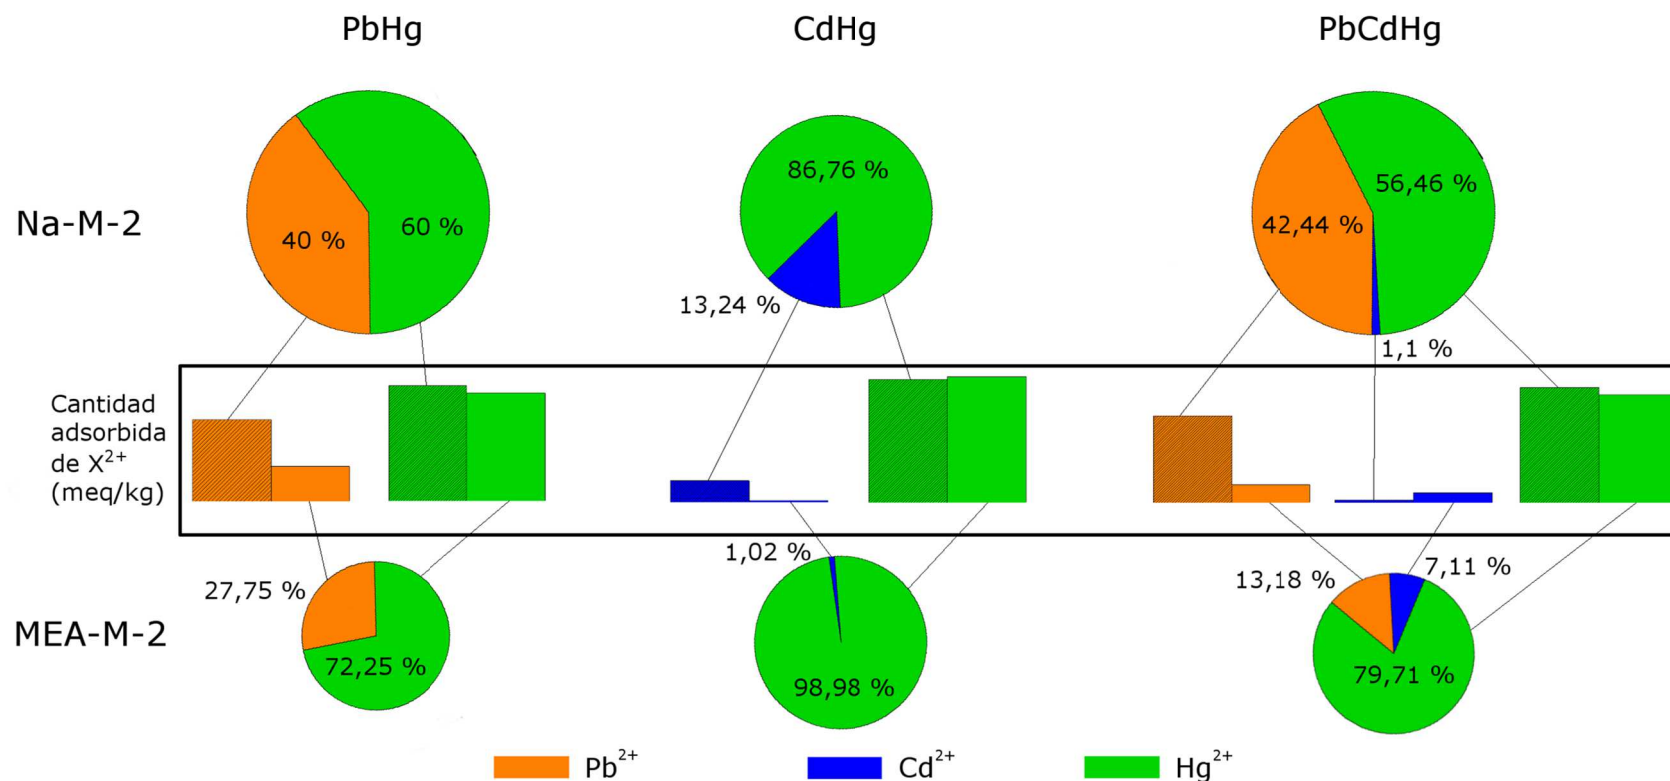 PbHg CdHg PbCdHg
Na-M-2
40 %
60 %
86,76 %
13,24 %
42,44 %
56,46 %
1,1 %
Cantidad
adsorbida
de X²⁺
(meq/kg)
MEA-M-2
27,75 %
72,25 %
1,02 %
98,98 %
13,18 %
7,11 %
79,71 %
Pb²⁺ Cd²⁺ Hg²⁺